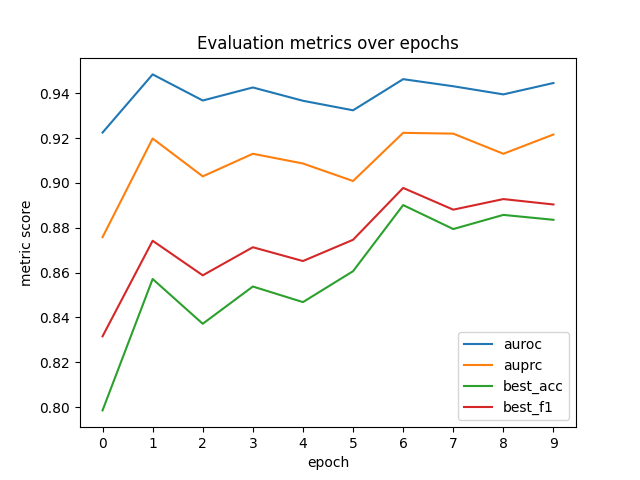 Evaluation metrics over epochs
metric score
0.94
0.92
0.90
0.88
0.86
0.84
0.82
0.80
auroc
auprc
best_acc
best_f1
0 1 2 3 4 5 6 7 8 9
epoch